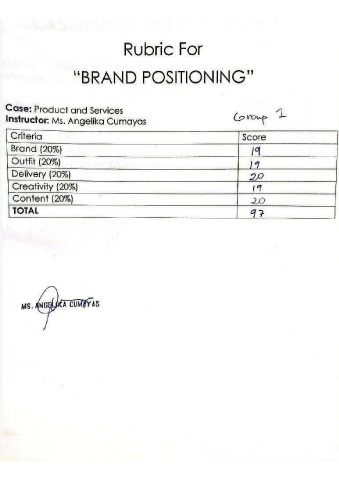 Rubric For
“BRAND POSITIONING”
Case: Product and Services
Instructor: Ms. Angelika Cumayas
Group 1
Criteria Score
Brand (20%) 19
Outfit (20%) 19
Delivery (20%) 20
Creativity (20%) 19
Content (20%) 20
TOTAL 97
MS. ANGELIKA CUMAYAS